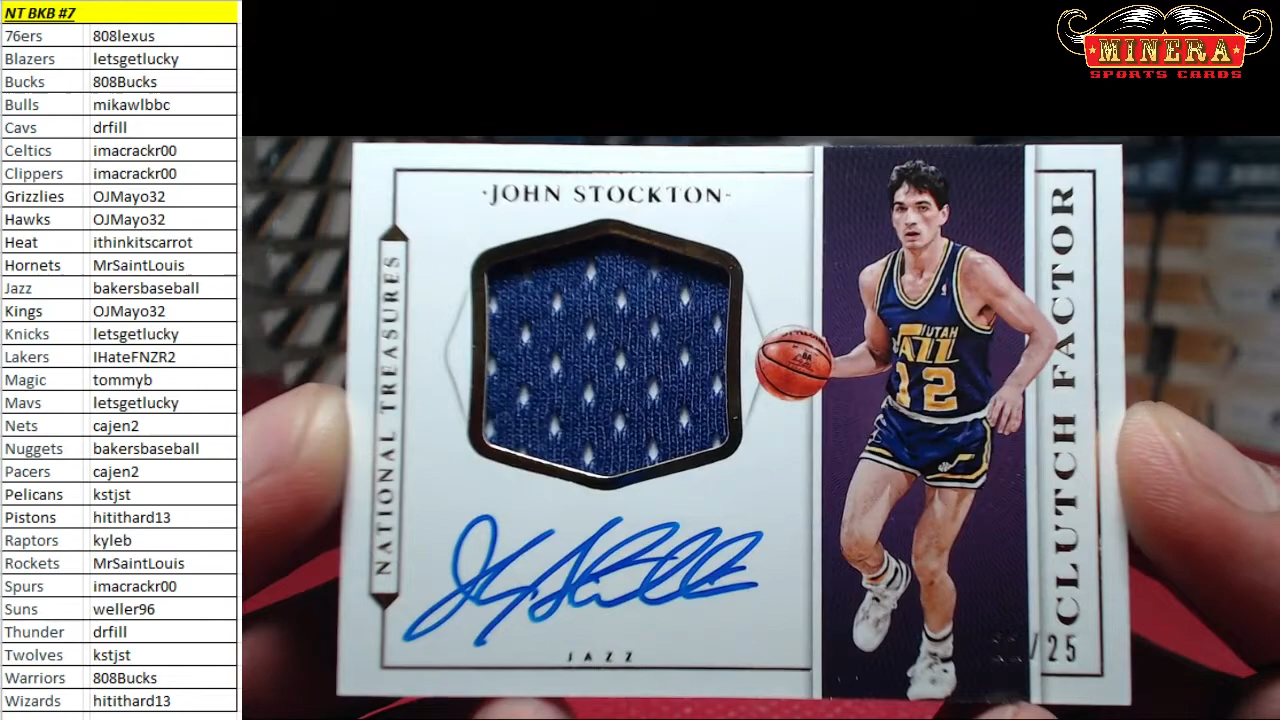 NT BKB #7
76ers 808lexus
Blazers letsgetlucky
Bucks 808Bucks
Bulls mikawlbbc
Cavs drfill
Celtics imacrackr00
Clippers imacrackr00
Grizzlies OJMayo32
Hawks OJMayo32
Heat ithinkitscarrot
Hornets MrSaintLouis
Jazz bakersbaseball
Kings OJMayo32
Knicks letsgetlucky
Lakers IHateFNZR2
Magic tommyb
Mavs letsgetlucky
Nets cajen2
Nuggets bakersbaseball
Pacers cajen2
Pelicans kstjst
Pistons hitithard13
Raptors kyleb
Rockets MrSaintLouis
Spurs imacrackr00
Suns weller96
Thunder drfill
Twolves kstjst
Warriors 808Bucks
Wizards hitithard13
MINERA
SPORTS CARDS
·JOHN STOCKTON·
NATIONAL TREASURES
JAZZ
UTAH
JAZZ
12
CLUTCH FACTOR
/25